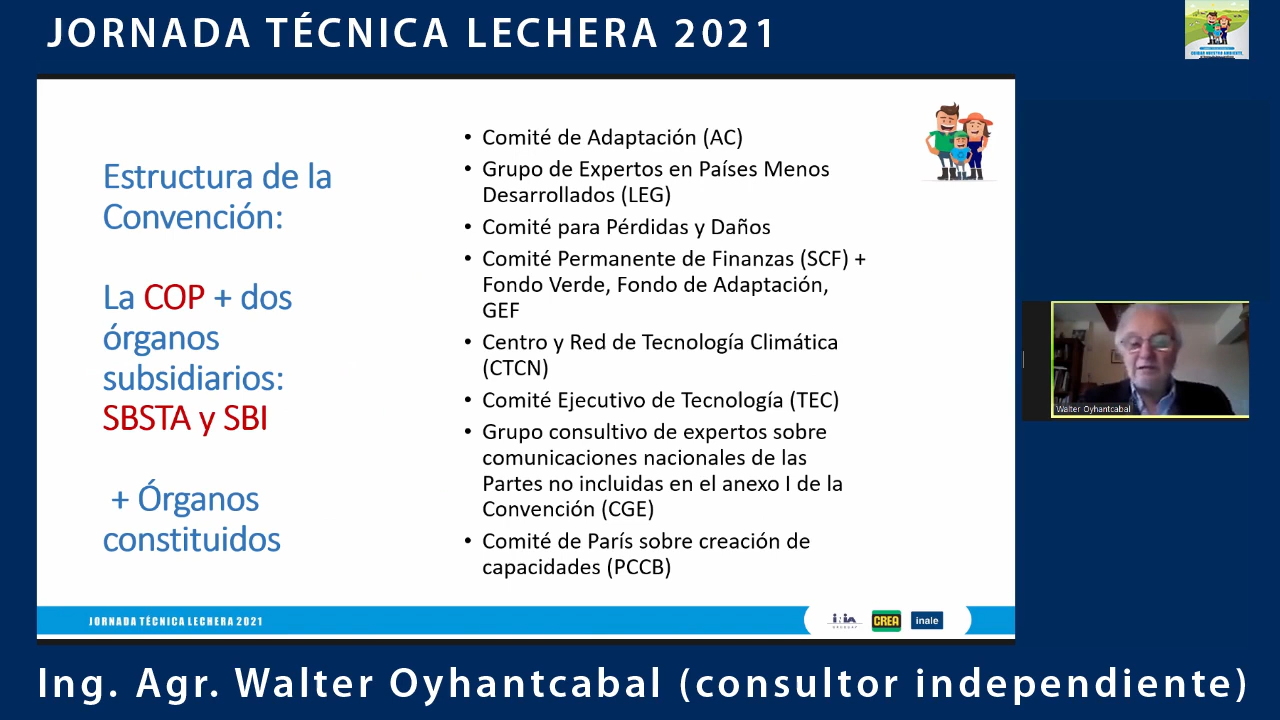 JORNADA TÉCNICA LECHERA 2021
Estructura de la
Convención:
La COP + dos
órganos
subsidiarios:
SBSTA y SBI
+ Órganos
constituidos
• Comité de Adaptación (AC)
• Grupo de Expertos en Países Menos
Desarrollados (LEG)
• Comité para Pérdidas y Daños
• Comité Permanente de Finanzas (SCF) +
Fondo Verde, Fondo de Adaptación,
GEF
• Centro y Red de Tecnología Climática
(CTCN)
• Comité Ejecutivo de Tecnología (TEC)
• Grupo consultivo de expertos sobre
comunicaciones nacionales de las
Partes no incluidas en el anexo I de la
Convención (CGE)
• Comité de París sobre creación de
capacidades (PCCB)
Walter Oyhantcabal
JORNADA TÉCNICA LECHERA 2021
inia
URUGUAY
CREA
inale
Ing. Agr. Walter Oyhantcabal (consultor independiente)